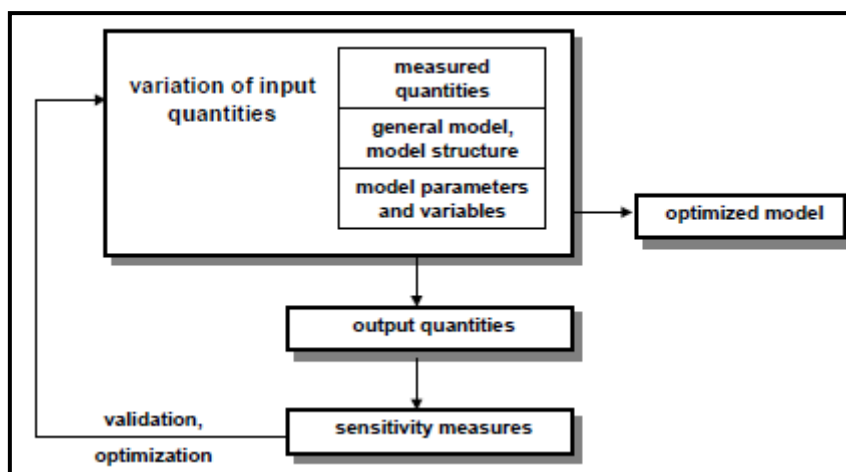 variation of input
quantities
measured
quantities
general model,
model structure
model parameters
and variables
optimized model
output quantities
sensitivity measures
validation,
optimization